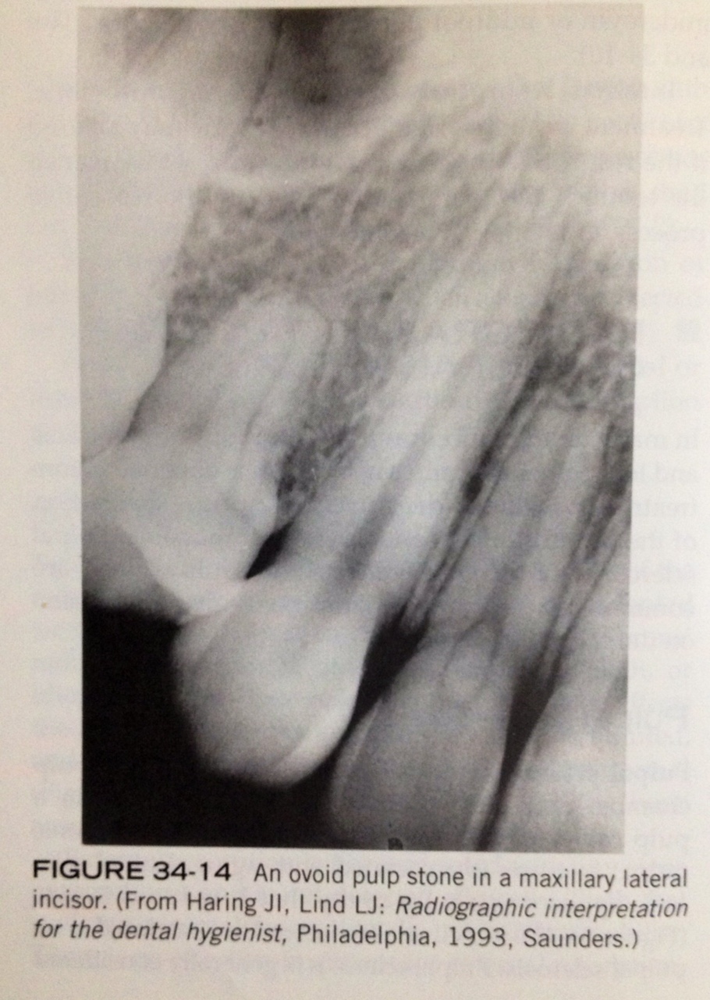 FIGURE 34-14 An ovoid pulp stone in a maxillary lateral
incisor. (From Haring JI, Lind LJ: Radiographic interpretation
for the dental hygienist, Philadelphia, 1993, Saunders.)